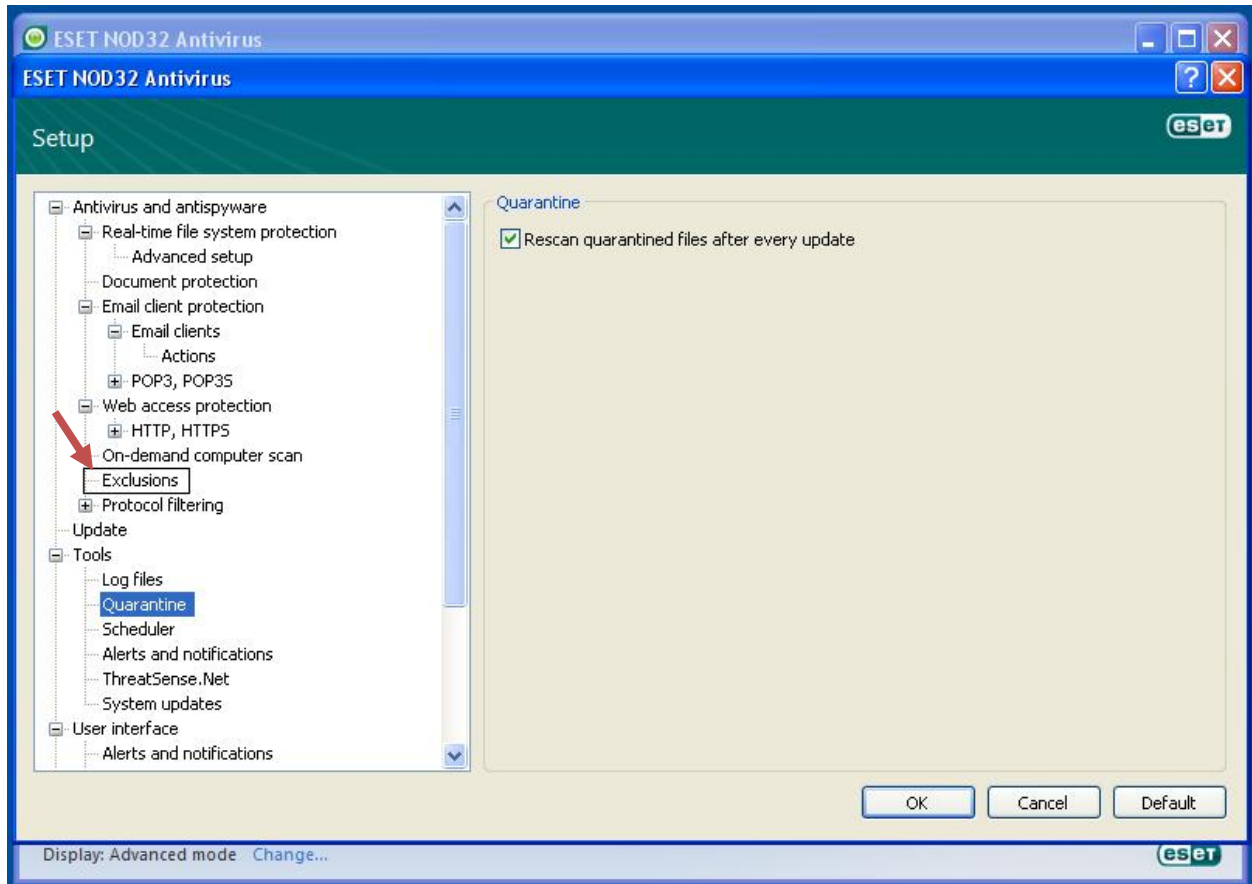 ESET NOD32 Antivirus
ESET NOD32 Antivirus
Setup
eset
Antivirus and antispyware
Real-time file system protection
Advanced setup
Document protection
Email client protection
Email clients
Actions
POP3, POP3S
Web access protection
HTTP, HTTPS
On-demand computer scan
Exclusions
Protocol filtering
Update
Tools
Log files
Quarantine
Scheduler
Alerts and notifications
ThreatSense.Net
System updates
User interface
Alerts and notifications
Quarantine
Rescan quarantined files after every update
OK Cancel Default
Display: Advanced mode Change...
eset